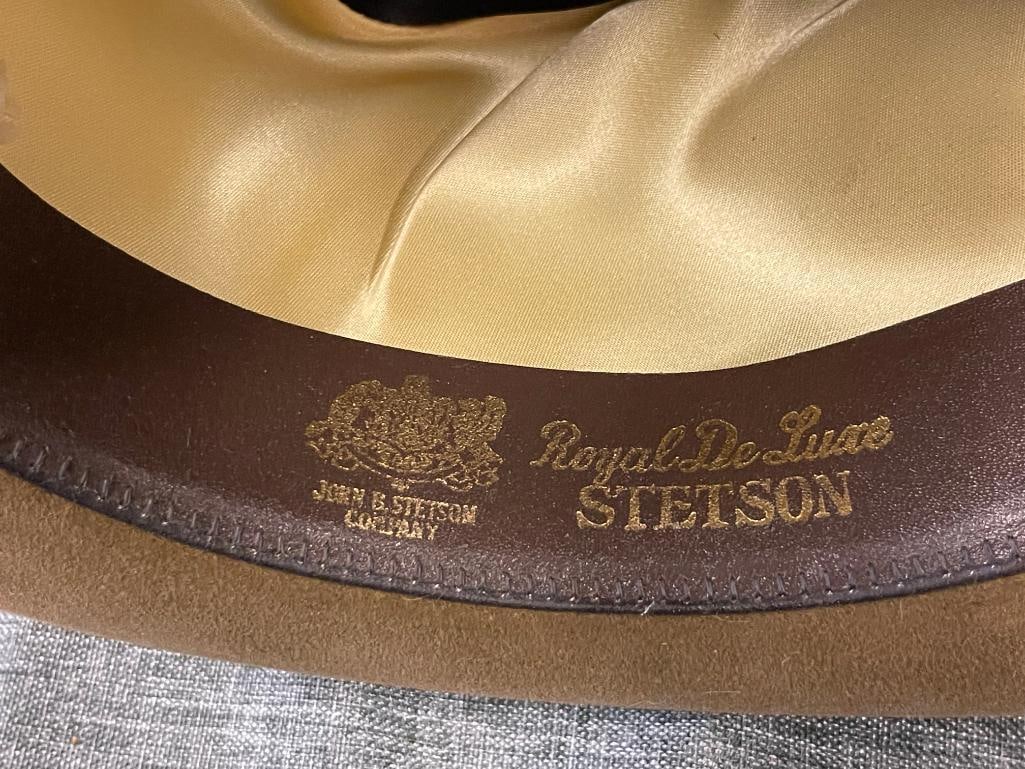 JOHN B. STETSON
COMPANY
Royal De Luxe
STETSON